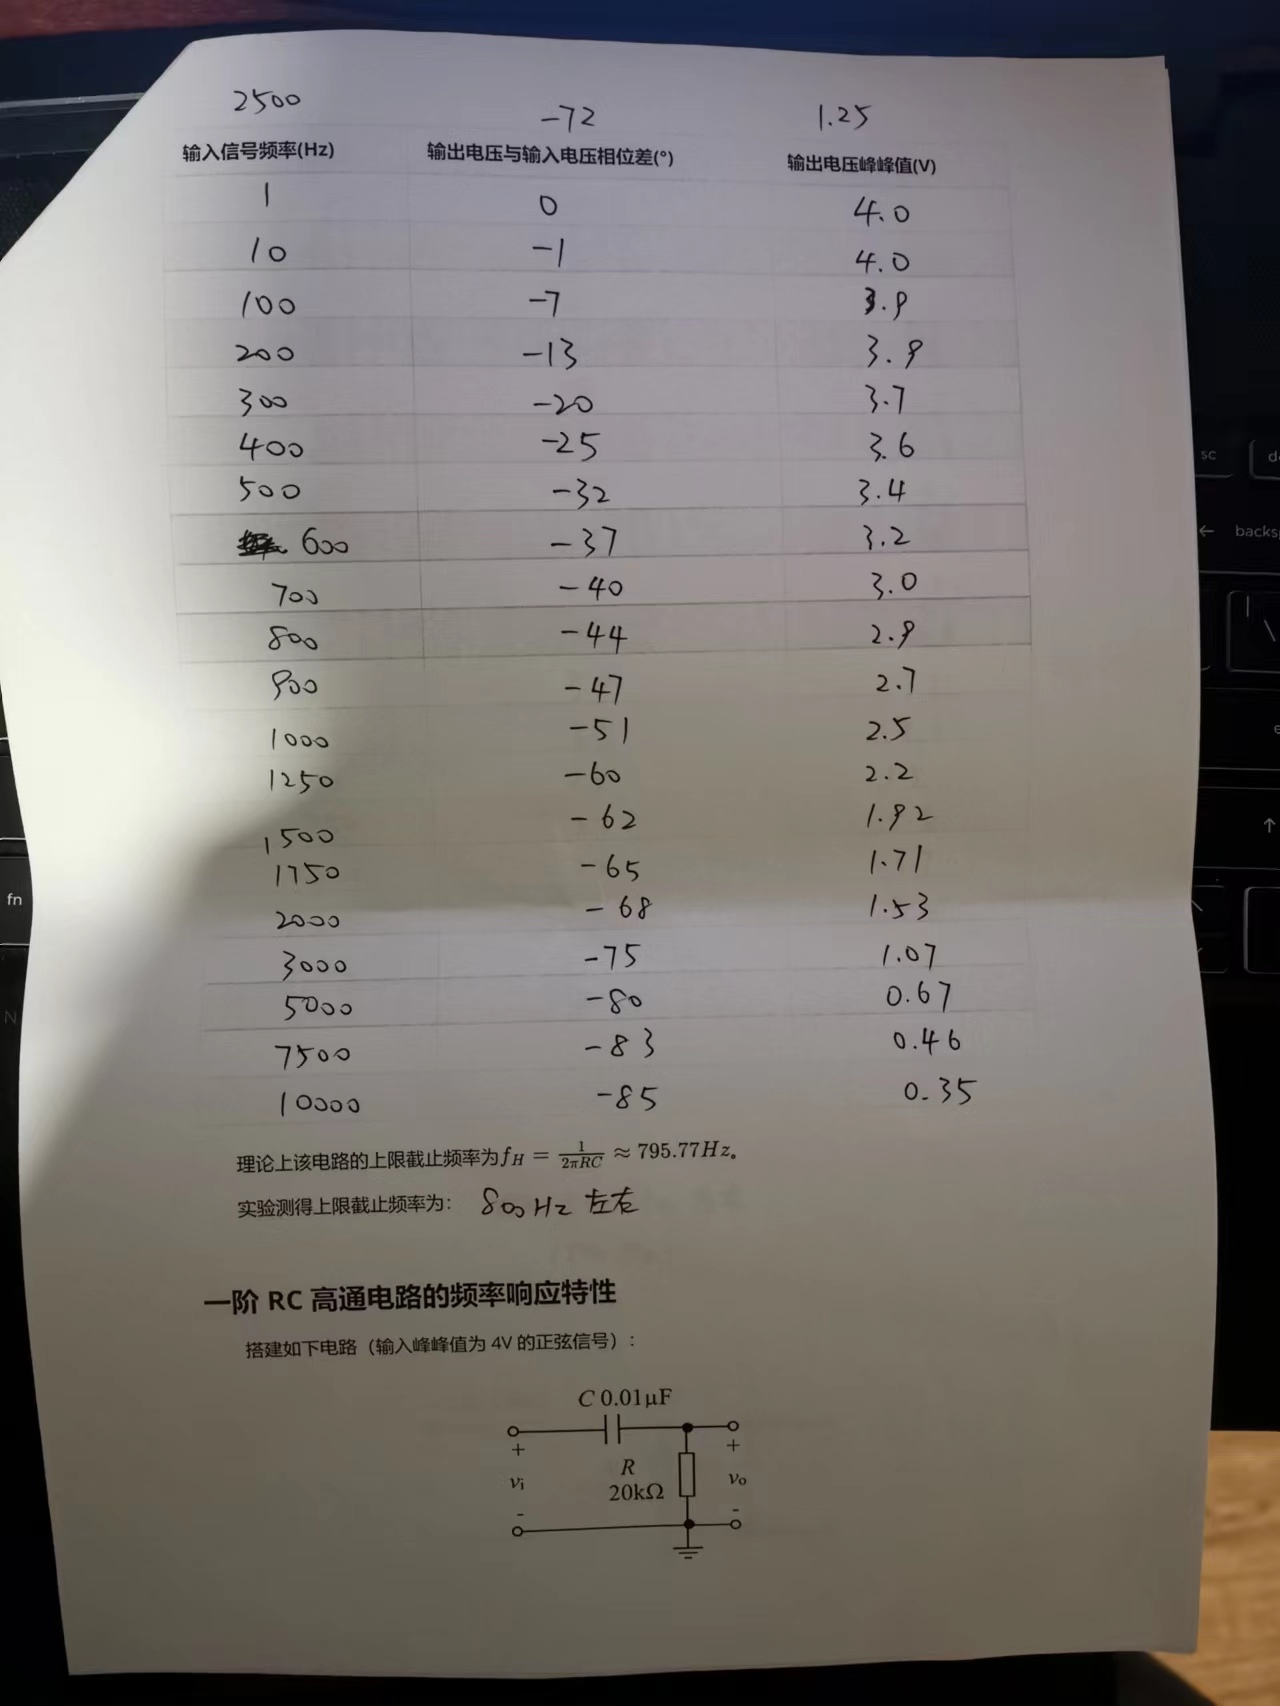 2500 -72 1.25
输入信号频率(Hz) 输出电压与输入电压相位差(°) 输出电压峰峰值(V)
1 0 4.0
10 -1 4.0
100 -7 3.9
200 -13 3.9
300 -20 3.7
400 -25 3.6
500 -32 3.4
600 -37 3.2
700 -40 3.0
800 -44 2.9
900 -47 2.7
1000 -51 2.5
1250 -60 2.2
1500 -62 1.92
1750 -65 1.71
2000 -68 1.53
3000 -75 1.07
5000 -80 0.67
7500 -83 0.46
10000 -85 0.35
理论上该电路的上限截止频率为f_H = 1/2πRC ≈ 795.77Hz。
实验测得上限截止频率为: 800Hz 左右
一阶 RC 高通电路的频率响应特性
搭建如下电路（输入峰峰值为 4V 的正弦信号）:
C 0.01μF
+ +
R
vi vo
20kΩ
- -
sc
backsp
fn
N